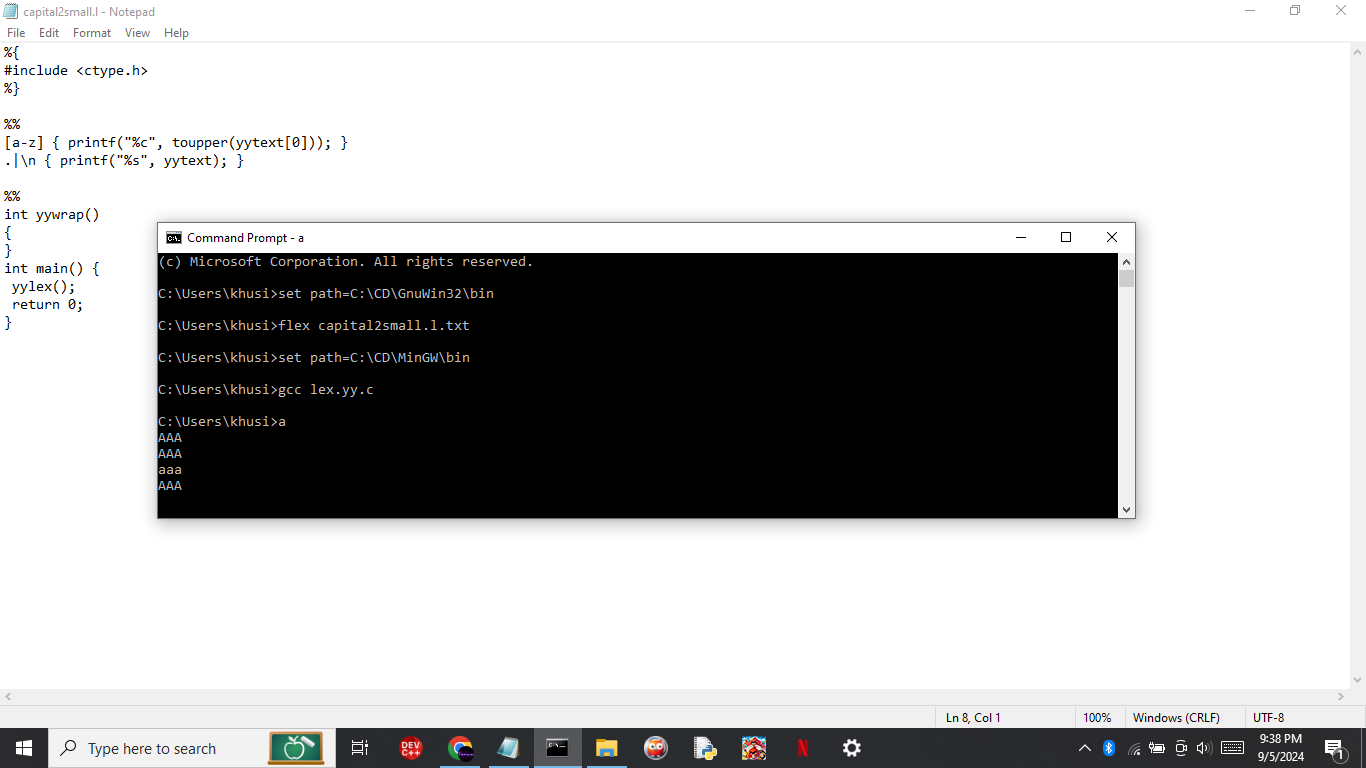 capital2small.l - Notepad
File Edit Format View Help
%{
#include <ctype.h>
%}
%%
[a-z] { printf("%c", toupper(yytext[0])); }
.|\n { printf("%s", yytext); }
%%
int yywrap()
{
}
int main() {
yylex();
return 0;
}
Command Prompt - a
(c) Microsoft Corporation. All rights reserved.
C:\Users\khusi>set path=C:\CD\GnuWin32\bin
C:\Users\khusi>flex capital2small.l.txt
C:\Users\khusi>set path=C:\CD\MinGW\bin
C:\Users\khusi>gcc lex.yy.c
C:\Users\khusi>a
AAA
AAA
aaa
AAA
Ln 8, Col 1 100% Windows (CRLF) UTF-8
Type here to search
DEV
C++
N
9:38 PM
9/5/2024
1